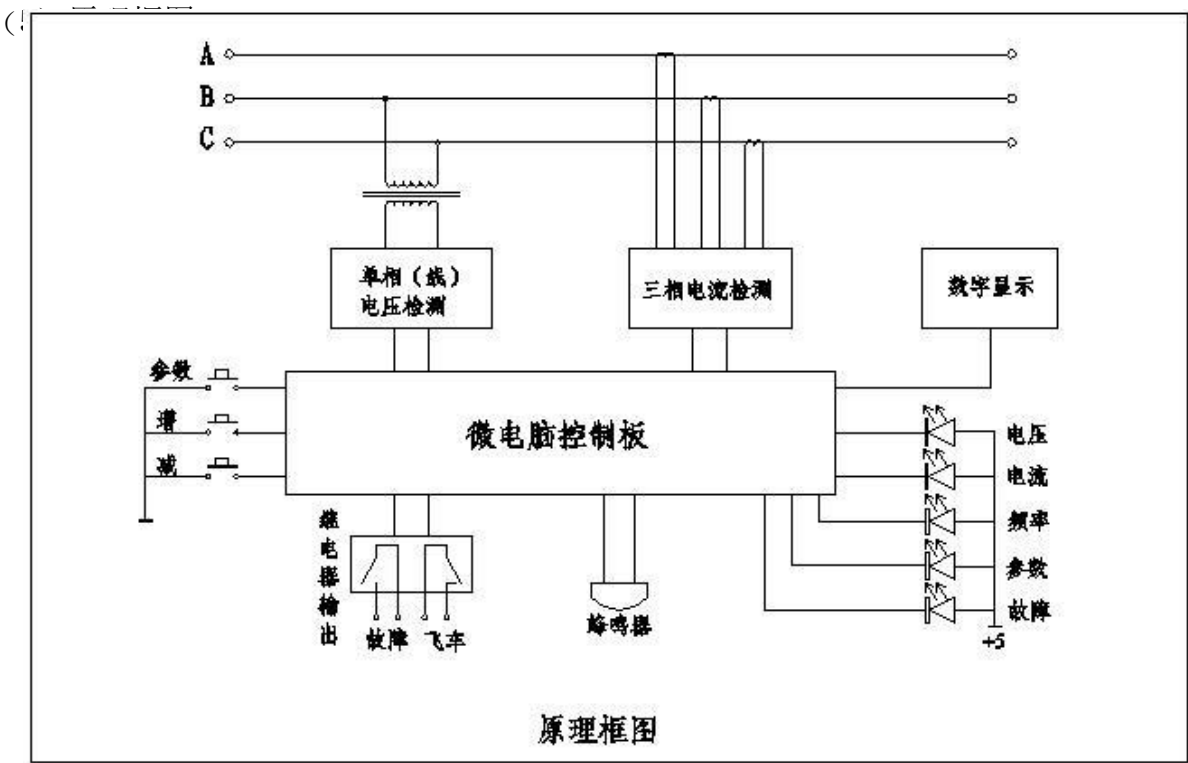 A
B
C
单相（线）
电压检测
三相电流检测
数字显示
参数
增
减
微电脑控制板
电压
电流
频率
参数
故障
+5
继电器输出
故障
飞车
蜂鸣器
原理框图